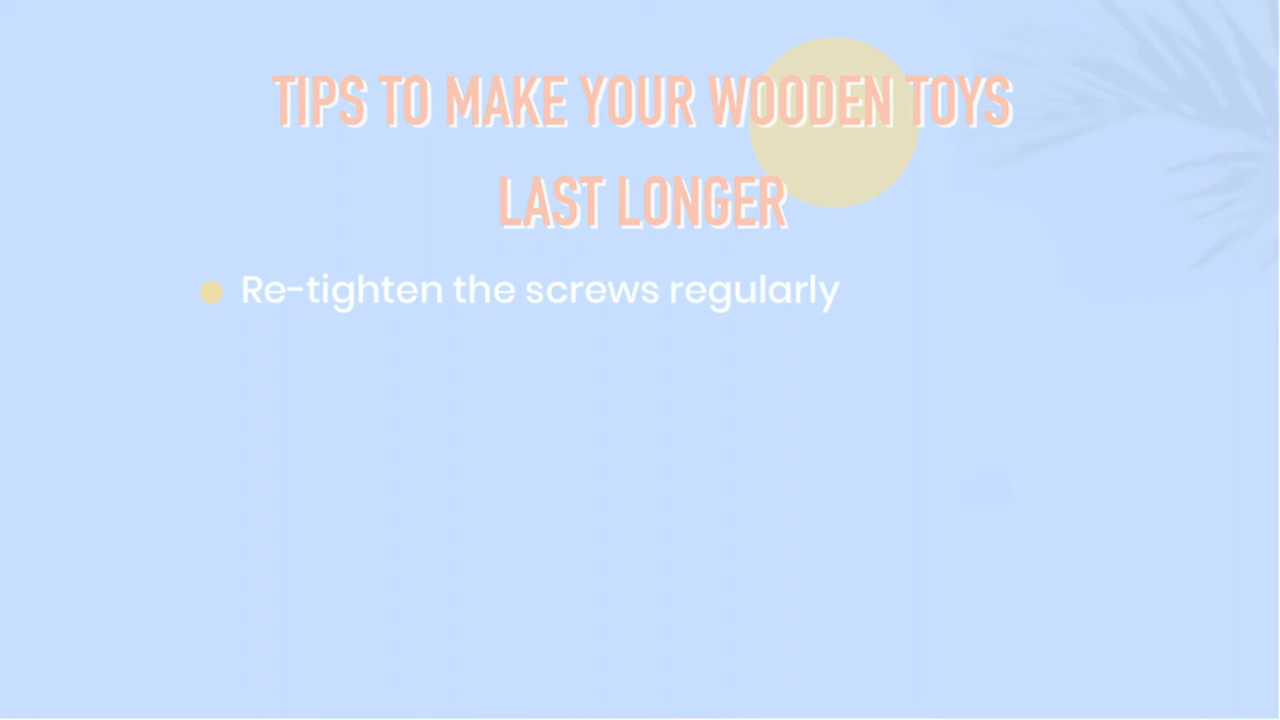 TIPS TO MAKE YOUR WOODEN TOYS
LAST LONGER
Re-tighten the screws regularly